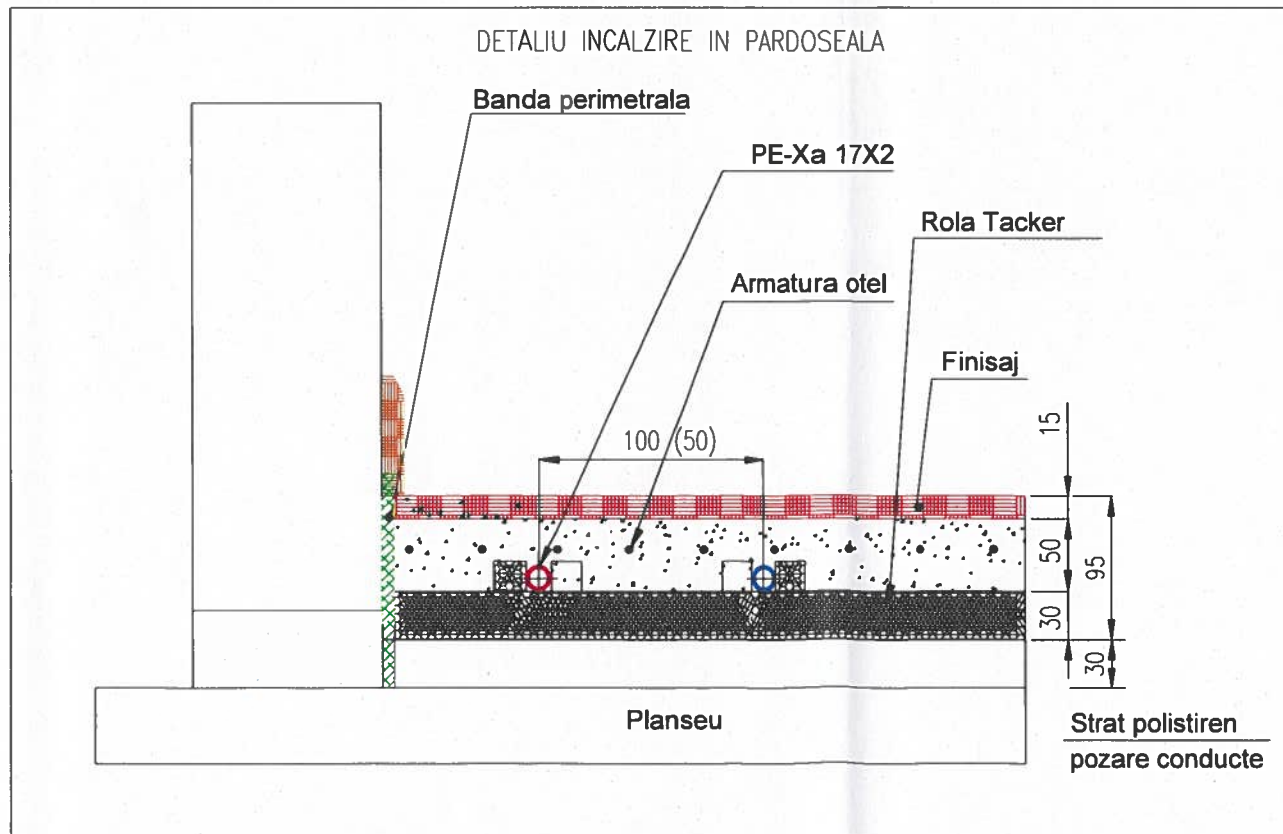 DETALIU INCALZIRE IN PARDOSEALA
Banda perimetrala
PE-Xa 17X2
Rola Tacker
Armatura otel
Finisaj
100 (50)
15
50
95
30
30
Planseu
Strat polistiren
pozare conducte